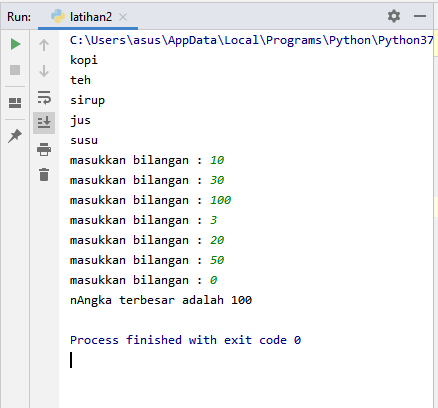 Run: latihan2
C:\Users\asus\AppData\Local\Programs\Python\Python37
kopi
teh
sirup
jus
susu
masukkan bilangan : 10
masukkan bilangan : 30
masukkan bilangan : 100
masukkan bilangan : 3
masukkan bilangan : 20
masukkan bilangan : 50
masukkan bilangan : 0
nAngka terbesar adalah 100
Process finished with exit code 0